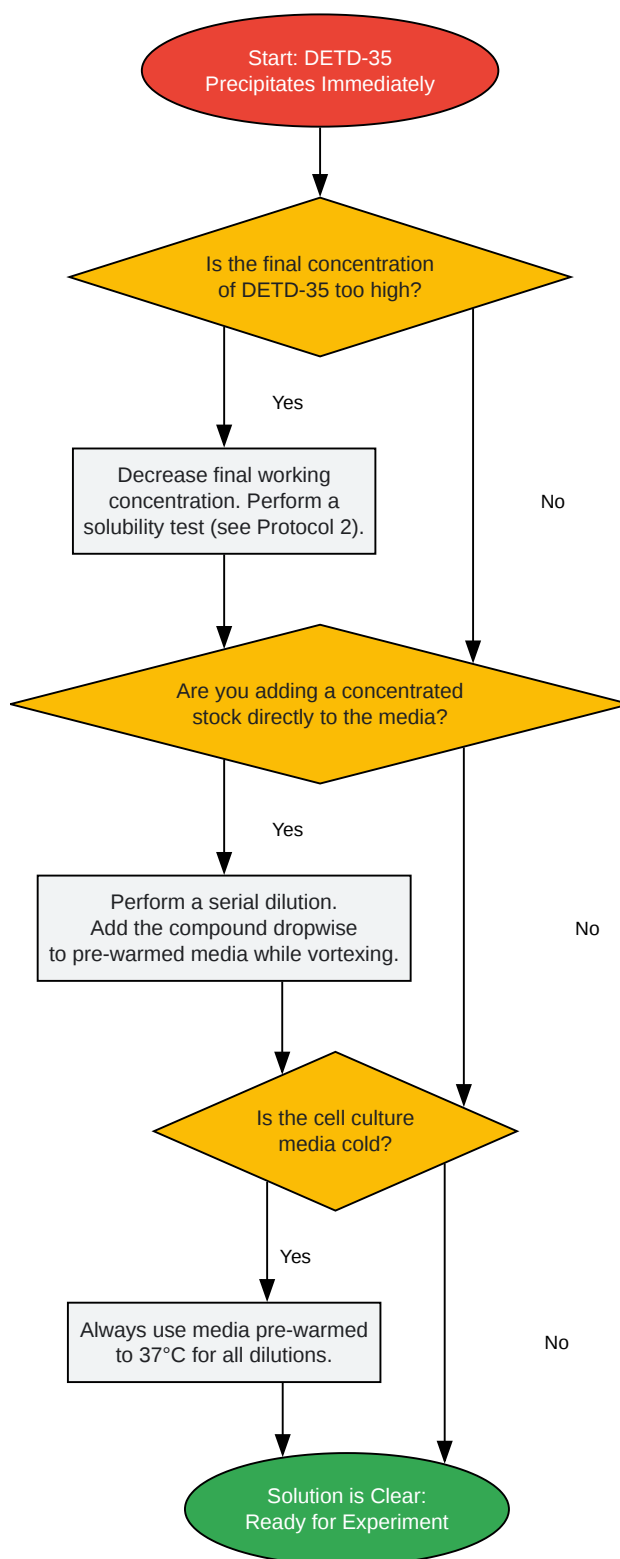 Start: DETD-35
Precipitates Immediately
Is the final concentration
of DETD-35 too high?
Yes
Decrease final working
concentration. Perform a
solubility test (see Protocol 2).
No
Are you adding a concentrated
stock directly to the media?
Yes
Perform a serial dilution.
Add the compound dropwise
to pre-warmed media while vortexing.
No
Is the cell culture
media cold?
Yes
Always use media pre-warmed
to 37°C for all dilutions.
No
Solution is Clear:
Ready for Experiment